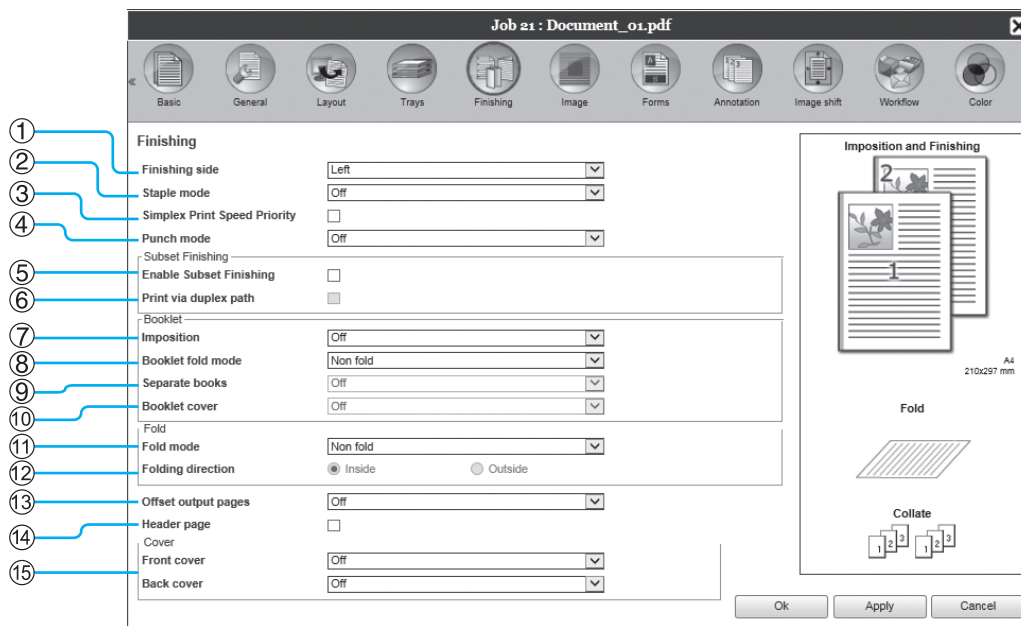 Job 21 : Document_01.pdf
« Basic General Layout Trays Finishing Image Forms Annotation Image shift Workflow Color
Finishing
① Finishing side Left
② Staple mode Off
③ Simplex Print Speed Priority
④ Punch mode Off
Subset Finishing
⑤ Enable Subset Finishing
⑥ Print via duplex path
Booklet
⑦ Imposition Off
⑧ Booklet fold mode Non fold
⑨ Separate books Off
⑩ Booklet cover Off
Fold
⑪ Fold mode Non fold
⑫ Folding direction Inside Outside
⑬ Offset output pages Off
⑭ Header page
Cover
⑮ Front cover Off
Back cover Off
Imposition and Finishing
2
1
A4
210x297 mm
Fold
Collate
1 2 3 1 2 3
Ok Apply Cancel